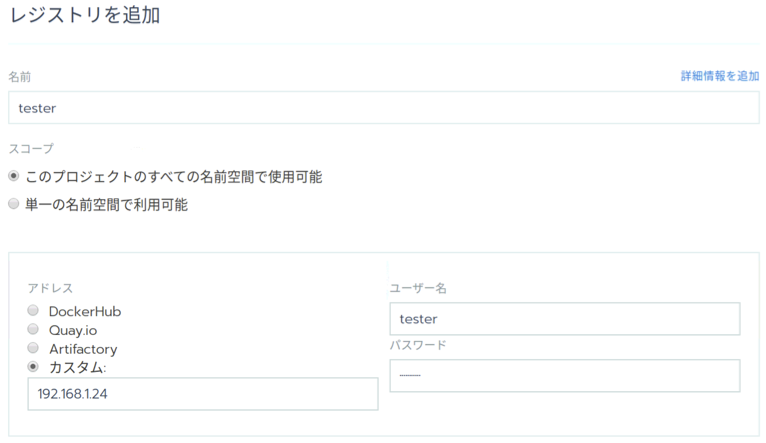 レジストリを追加
名前
詳細情報を追加
tester
スコープ
このプロジェクトのすべての名前空間で使用可能
単一の名前空間で利用可能
アドレス
DockerHub
Quay.io
Artifactory
カスタム:
192.168.1.24
ユーザー名
tester
パスワード